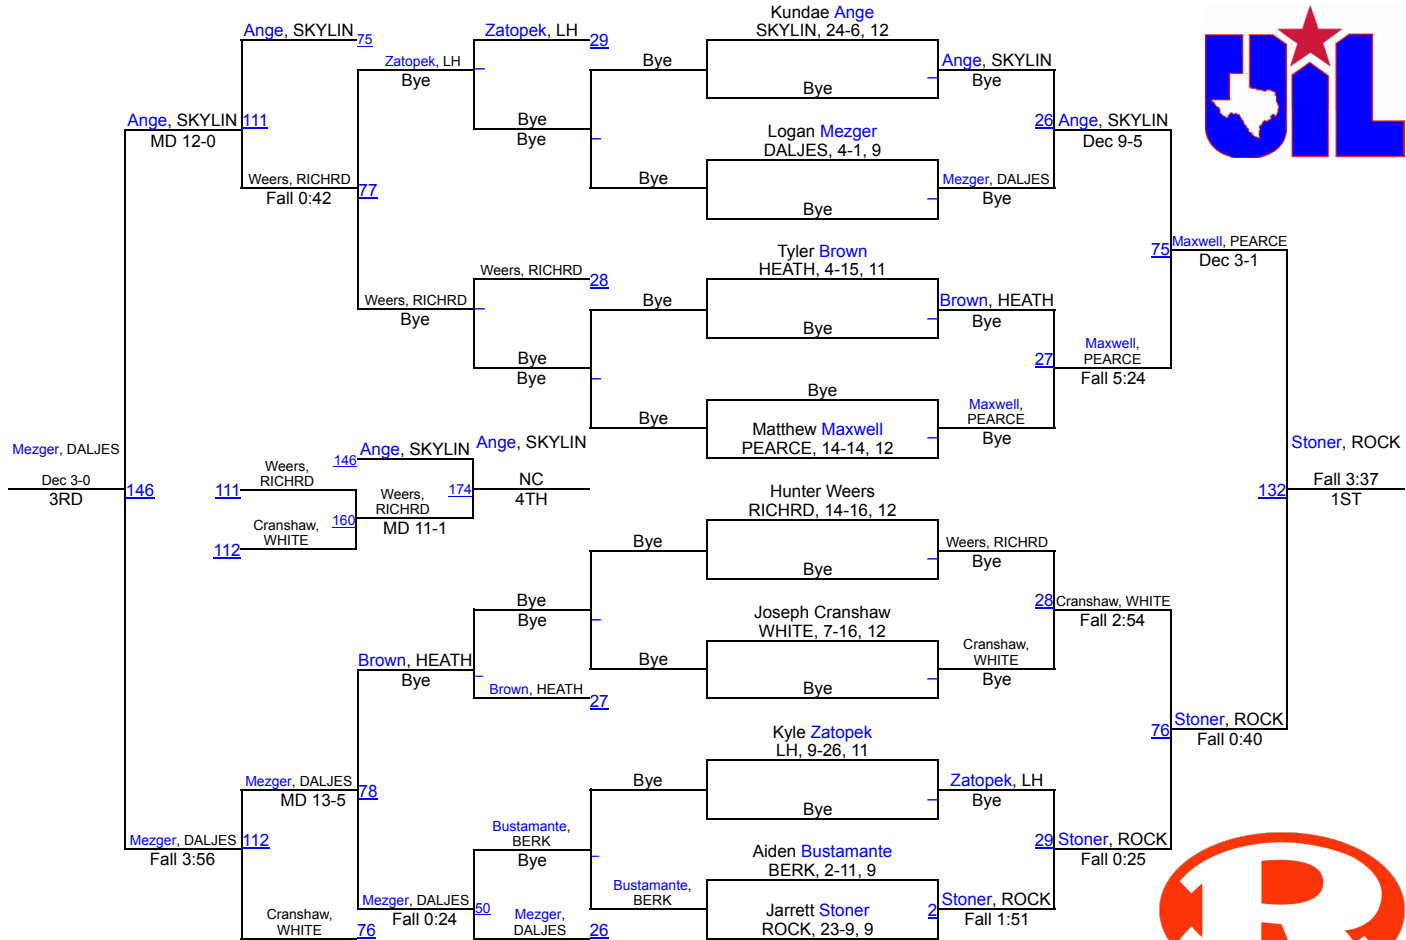 Kundae Ange
SKYLIN, 24-6, 12
Bye
Logan Mezger
DALJES, 4-1, 9
Bye
Tyler Brown
HEATH, 4-15, 11
Bye
Bye
Matthew Maxwell
PEARCE, 14-14, 12
Hunter Weers
RICHRD, 14-16, 12
Bye
Joseph Cranshaw
WHITE, 7-16, 12
Bye
Kyle Zatopek
LH, 9-26, 11
Bye
Aiden Bustamante
BERK, 2-11, 9
Jarrett Stoner
ROCK, 23-9, 9
2
Ange, SKYLIN
Bye
Mezger, DALJES
Bye
Brown, HEATH
Bye
Maxwell,
PEARCE
Bye
Weers, RICHRD
Bye
Cranshaw,
WHITE
Bye
Zatopek, LH
Bye
Stoner, ROCK
Fall 1:51
26
Ange, SKYLIN
Dec 9-5
27
Maxwell,
PEARCE
Fall 5:24
28
Cranshaw, WHITE
Fall 2:54
29
Stoner, ROCK
Fall 0:25
75
Maxwell, PEARCE
Dec 3-1
76
Stoner, ROCK
Fall 0:40
132
Stoner, ROCK
Fall 3:37
1ST
Bye
Bye
Bye
Bye
Bye
Bye
Bye
Bustamante,
BERK
Zatopek, LH
29
Bye
Bye
Weers, RICHRD
28
Bye
Bye
Bye
Bye
Brown, HEATH
27
Bustamante,
BERK
Bye
Mezger,
DALJES
26
Zatopek, LH
Bye
Weers, RICHRD
Bye
Brown, HEATH
Bye
Mezger, DALJES
Fall 0:24
50
Ange, SKYLIN
75
Weers, RICHRD
Fall 0:42
77
Mezger, DALJES
MD 13-5
78
Cranshaw,
WHITE
76
Ange, SKYLIN
MD 12-0
111
Mezger, DALJES
Fall 3:56
112
Mezger, DALJES
Dec 3-0
3RD
146
Weers,
RICHRD
111
Cranshaw,
WHITE
112
146
Ange, SKYLIN
160
Weers,
RICHRD
MD 11-1
174
Ange, SKYLIN
NC
4TH
UIL
R